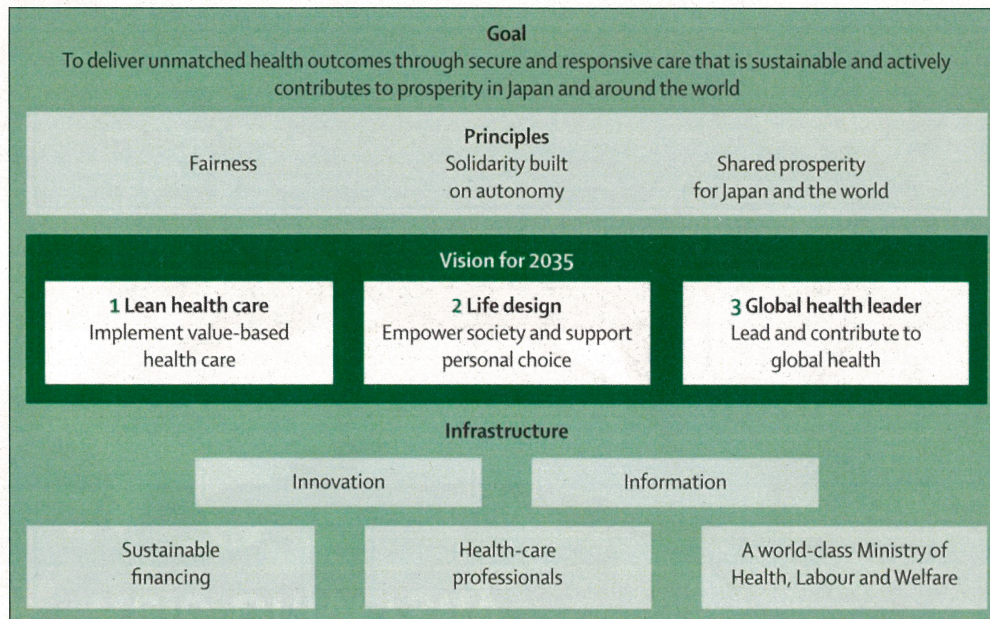 Goal
To deliver unmatched health outcomes through secure and responsive care that is sustainable and actively
contributes to prosperity in Japan and around the world
Principles
Fairness
Solidarity built
on autonomy
Shared prosperity
for Japan and the world
Vision for 2035
1 Lean health care
Implement value-based
health care
2 Life design
Empower society and support
personal choice
3 Global health leader
Lead and contribute to
global health
Infrastructure
Innovation
Information
Sustainable
financing
Health-care
professionals
A world-class Ministry of
Health, Labour and Welfare